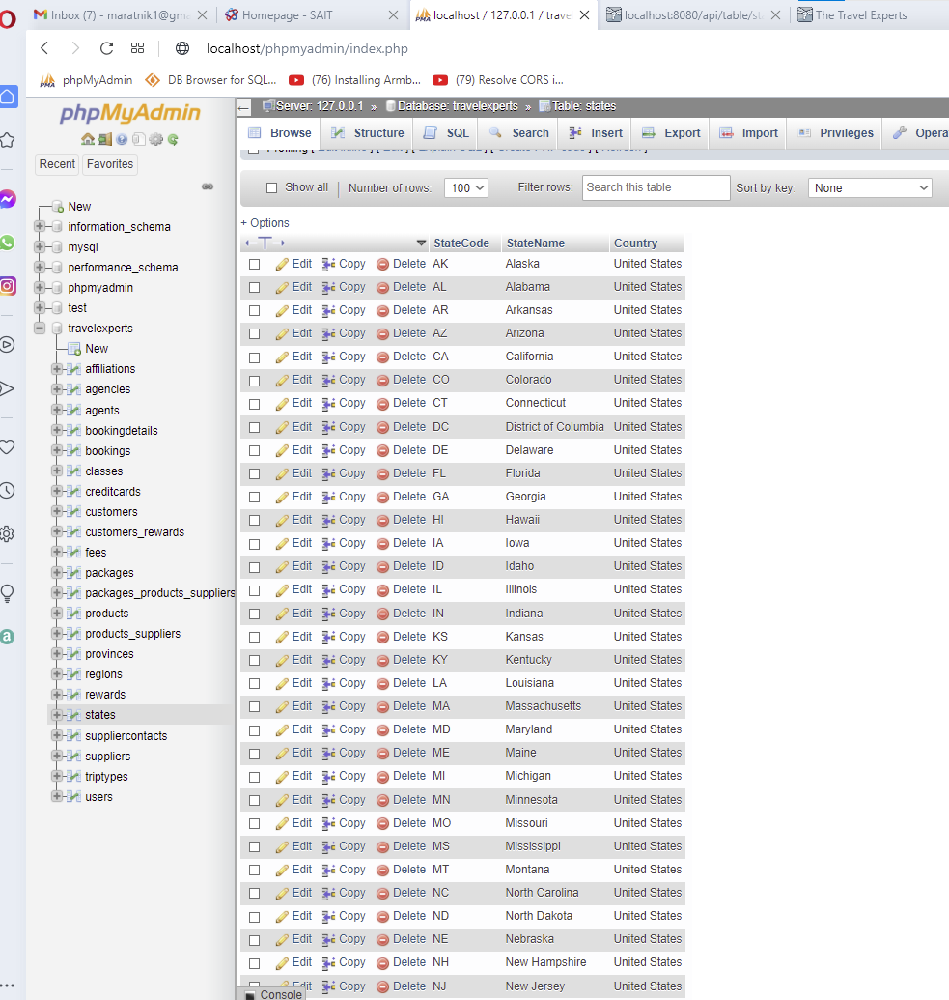 Inbox (7) - maratnik1@gma
Homepage - SAIT
localhost / 127.0.0.1 / trave
localhost:8080/api/table/sta
The Travel Experts
localhost/phpmyadmin/index.php
phpMyAdmin
DB Browser for SQL...
(76) Installing Armb...
(79) Resolve CORS i...
phpMyAdmin
Recent
Favorites
New
information_schema
mysql
performance_schema
phpmyadmin
test
travelexperts
New
affiliations
agencies
agents
bookingdetails
bookings
classes
creditcards
customers
customers_rewards
fees
packages
packages_products_suppliers
products
products_suppliers
provinces
regions
rewards
states
suppliercontacts
suppliers
triptypes
users
Server: 127.0.0.1 » Database: travelexperts » Table: states
Browse Structure SQL Search Insert Export Import Privileges Opera
Show all Number of rows: 100 Filter rows: Search this table Sort by key: None
+ Options
StateCode StateName Country
Edit Copy Delete AK Alaska United States
Edit Copy Delete AL Alabama United States
Edit Copy Delete AR Arkansas United States
Edit Copy Delete AZ Arizona United States
Edit Copy Delete CA California United States
Edit Copy Delete CO Colorado United States
Edit Copy Delete CT Connecticut United States
Edit Copy Delete DC District of Columbia United States
Edit Copy Delete DE Delaware United States
Edit Copy Delete FL Florida United States
Edit Copy Delete GA Georgia United States
Edit Copy Delete HI Hawaii United States
Edit Copy Delete IA Iowa United States
Edit Copy Delete ID Idaho United States
Edit Copy Delete IL Illinois United States
Edit Copy Delete IN Indiana United States
Edit Copy Delete KS Kansas United States
Edit Copy Delete KY Kentucky United States
Edit Copy Delete LA Louisiana United States
Edit Copy Delete MA Massachusetts United States
Edit Copy Delete MD Maryland United States
Edit Copy Delete ME Maine United States
Edit Copy Delete MI Michigan United States
Edit Copy Delete MN Minnesota United States
Edit Copy Delete MO Missouri United States
Edit Copy Delete MS Mississippi United States
Edit Copy Delete MT Montana United States
Edit Copy Delete NC North Carolina United States
Edit Copy Delete ND North Dakota United States
Edit Copy Delete NE Nebraska United States
Edit Copy Delete NH New Hampshire United States
Edit Copy Delete NJ New Jersey United States
Console